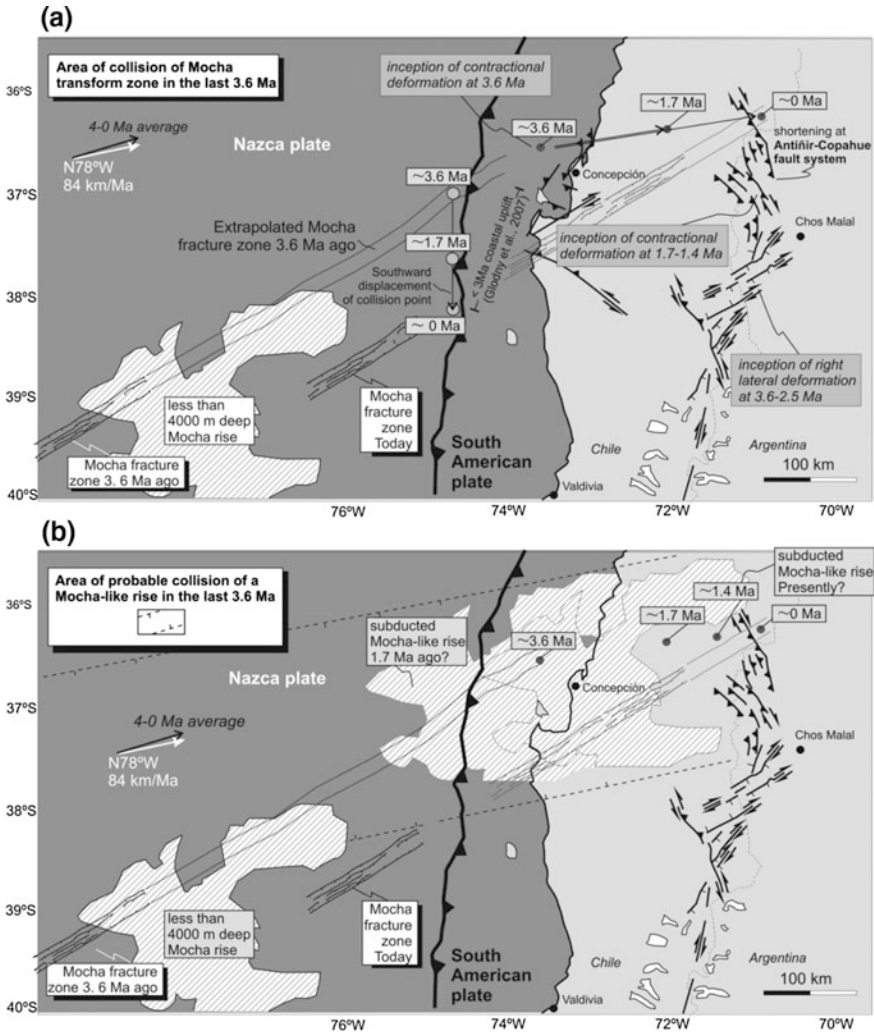 (a)
Area of collision of Mocha
transform zone in the last 3.6 Ma
inception of contractional
deformation at 3.6 Ma
36°S
4-0 Ma average
N78ºW
84 km/Ma
Nazca plate
~3.6 Ma
~1.7 Ma
~0 Ma
shortening at
Antiñir-Copahue
fault system
37°S
~3.6 Ma
Concepción
Extrapolated Mocha
fracture zone 3.6 Ma ago
< 3Ma coastal uplift
(Glodny et al., 2007)
Chos Malal
~1.7 Ma
inception of contractional
deformation at 1.7-1.4 Ma
Southward
displacement
of collision point
38°S
~ 0 Ma
inception of right
lateral deformation
at 3.6-2.5 Ma
39°S
less than
4000 m deep
Mocha rise
Mocha
fracture
zone
Today
Mocha fracture
zone 3. 6 Ma ago
South
American
plate
Chile
Argentina
100 km
40°S
Valdivia
76°W
74°W
72°W
70°W
(b)
Area of probable collision of a
Mocha-like rise in the last 3.6 Ma
subducted
Mocha-like rise
Presently?
36°S
subducted
Mocha-like rise
1.7 Ma ago?
~3.6 Ma
~1.7 Ma
~1.4 Ma
~0 Ma
Nazca plate
Concepción
37°S
4-0 Ma average
N78ºW
84 km/Ma
Chos Malal
38°S
39°S
less than
4000 m deep
Mocha rise
Mocha
fracture
zone
Today
Mocha fracture
zone 3. 6 Ma ago
South
American
plate
Chile
Argentina
100 km
40°S
Valdivia
76°W
74°W
72°W
70°W